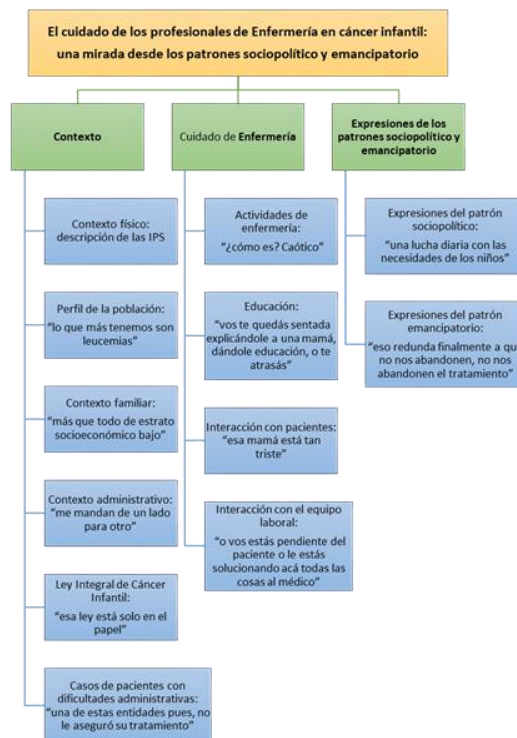 El cuidado de los profesionales de Enfermería en cáncer infantil:
una mirada desde los patrones sociopolítico y emancipatorio
Contexto
Contexto físico:
descripción de las IPS
Perfil de la población:
"lo que más tenemos son
leucemias"
Contexto familiar:
"más que todo de estrato
socioeconómico bajo"
Contexto administrativo:
"me mandan de un lado
para otro"
Ley Integral de Cáncer
Infantil:
"esa ley está solo en el
papel"
Casos de pacientes con
dificultades administrativas:
"una de estas entidades pues, no
le aseguró su tratamiento"
Cuidado de Enfermería
Actividades de
enfermería:
"¿cómo es? Caótico"
Educación:
"vos te quedás sentada
explicándole a una mamá,
dándole educación, o te
atrasás"
Interacción con pacientes:
"esa mamá está tan
triste"
Interacción con el equipo
laboral:
"o vos estás pendiente del
paciente o le estás
solucionando acá todas las
cosas al médico"
Expresiones de los
patrones sociopolítico y
emancipatorio
Expresiones del patrón
sociopolítico:
"una lucha diaria con las
necesidades de los niños"
Expresiones del patrón
emancipatorio:
"eso redunda finalmente a que
no nos abandonen, no nos
abandonen el tratamiento"